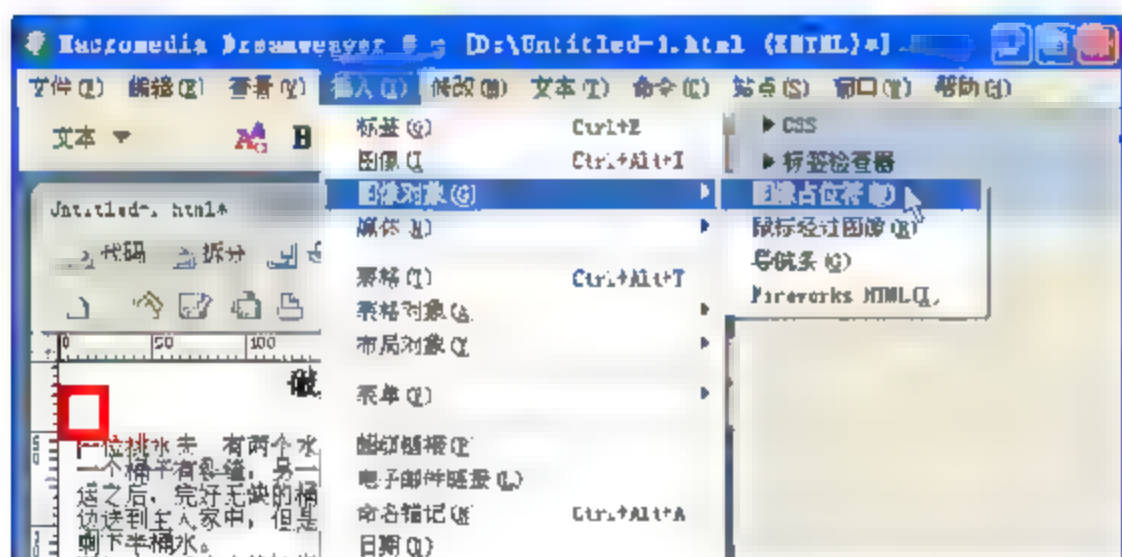 Macromedia Dreamweaver 8 - [D:\Untitled-1.html (XHTML)*]
文件(F) 编辑(E) 查看(V) 插入(I) 修改(M) 文本(T) 命令(C) 站点(S) 窗口(W) 帮助(H)
文本 B
标签(G) Ctrl+E
图像(I Ctrl+Alt+I
图像对象(G)
媒体(M)
表格(T) Ctrl+Alt+T
表格对象(A
布局对象(Y
表单(F)
超级链接(P
电子邮件链接(L)
命名锚记(N Ctrl+Alt+A
日期(D)
CSS
标签检查器
图像占位符(P)
鼠标经过图像(R)
导航条(G)
Fireworks HTML(I.
Untitled-. html*
代码 拆分
0 50 100
破
一位挑水夫 有两个水
一个桶子有裂缝，另一
送之后，完好无缺的桶
边送到主人家中，但是
剩下半桶水。